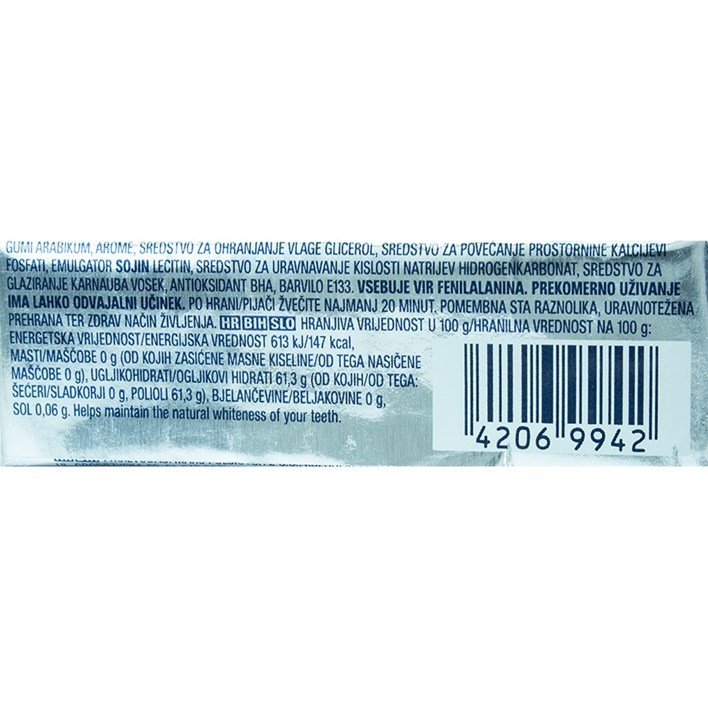 GUMI ARABIKUM, AROME, SREDSTVO ZA OHRANJANJE VLAGE GLICEROL, SREDSTVO ZA POVEČANJE PROSTORNINE KALCIJEVI
FOSFATI, EMULGATOR SOJIN LECITIN, SREDSTVO ZA URAVNAVANJE KISLOSTI NATRIJEV HIDROGENKARBONAT, SREDSTVO ZA
GLAZIRANJE KARNAUBA VOSEK, ANTIOKSIDANT BHA, BARVILO E133. VSEBUJE VIR FENILALANINA. PREKOMERNO UŽIVANJE
IMA LAHKO ODVAJALNI UČINEK. PO HRANI/PIJAČI ŽVEČITE NAJMANJ 20 MINUT. POMEMBNA STA RAZNOLIKA, URAVNOTEŽENA
PREHRANA TER ZDRAV NAČIN ŽIVLJENJA. HR BIH SLO HRANJIVA VRIJEDNOST U 100 g/HRANILNA VREDNOST NA 100 g:
ENERGETSKA VRIJEDNOST/ENERGIJSKA VREDNOST 613 kJ/147 kcal,
MASTI/MAŠČOBE 0 g (OD KOJIH ZASIĆENE MASNE KISELINE/OD TEGA NASIČENE
MAŠČOBE 0 g), UGLJIKOHIDRATI/OGLJIKOVI HIDRATI 61,3 g (OD KOJIH/OD TEGA:
ŠEĆERI/SLADKORJI 0 g, POLIOLI 61,3 g), BJELANČEVINE/BELJAKOVINE 0 g,
SOL 0,06 g. Helps maintain the natural whiteness of your teeth.
4206 9942